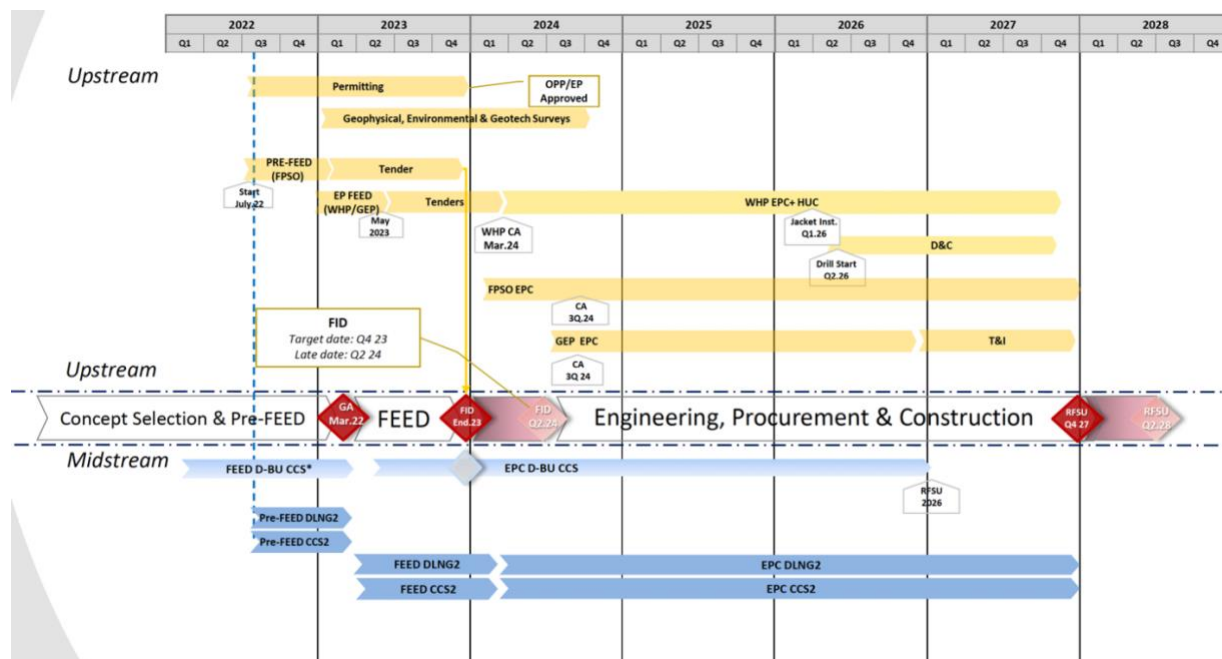 2022 2023 2024 2025 2026 2027 2028
Q1 Q2 Q3 Q4 Q1 Q2 Q3 Q4 Q1 Q2 Q3 Q4 Q1 Q2 Q3 Q4 Q1 Q2 Q3 Q4 Q1 Q2 Q3 Q4 Q1 Q2 Q3 Q4
Upstream
Permitting
OPP/EP
Approved
Geophysical, Environmental & Geotech Surveys
PRE-FEED
(FPSO)
Tender
Start
July.22
EP FEED
(WHP/GEP)
Tenders
WHP EPC+ HUC
May
2023
WHP CA
Mar.24
Jacket Inst.
Q1.26
D&C
Drill Start
Q2.26
FPSO EPC
CA
3Q.24
FID
Target date: Q4 23
Late date: Q2 24
GEP EPC
T&I
CA
3Q 24
Upstream
Concept Selection & Pre-FEED
GA
Mar.22
FEED
FID
End.23
FID
Q2.24
Engineering, Procurement & Construction
RFSU
Q4 27
RFSU
Q2.28
Midstream
FEED D-BU CCS*
EPC D-BU CCS
RFSU
2026
Pre-FEED DLNG2
Pre-FEED CCS2
FEED DLNG2
EPC DLNG2
FEED CCS2
EPC CCS2